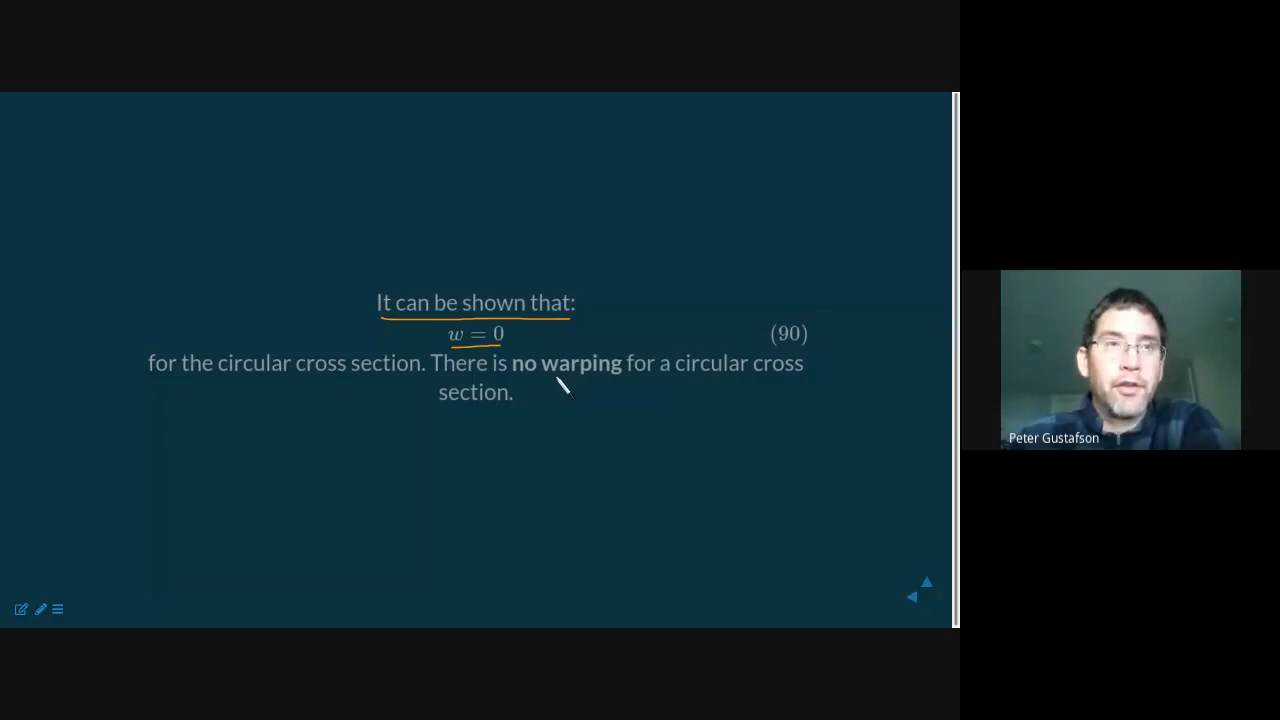 It can be shown that:
w = 0 (90)
for the circular cross section. There is no warping for a circular cross
section.
Peter Gustafson